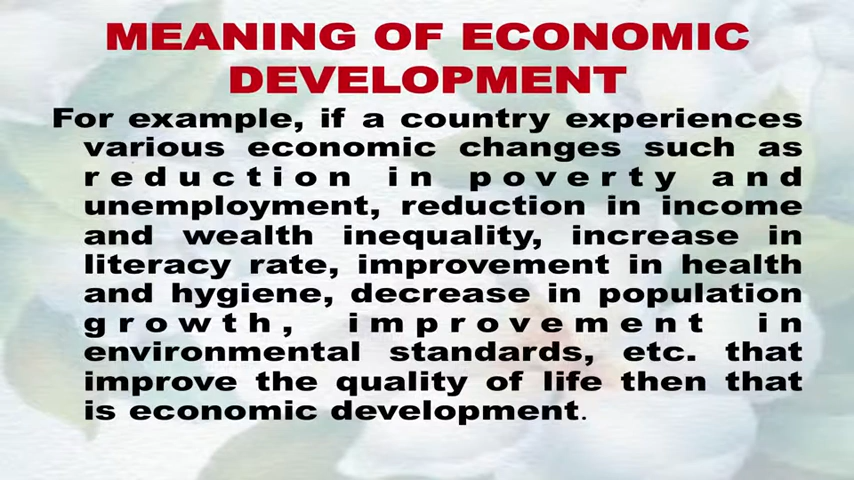 MEANING OF ECONOMIC
DEVELOPMENT
For example, if a country experiences
various economic changes such as
reduction in poverty and
unemployment, reduction in income
and wealth inequality, increase in
literacy rate, improvement in health
and hygiene, decrease in population
growth, improvement in
environmental standards, etc. that
improve the quality of life then that
is economic development.